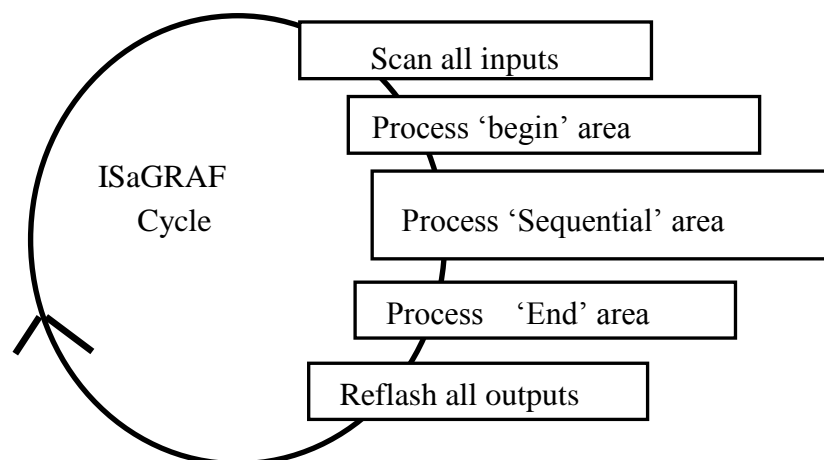 Scan all inputs
Process ‘begin’ area
ISaGRAF
Cycle
Process ‘Sequential’ area
Process ‘End’ area
Reflash all outputs